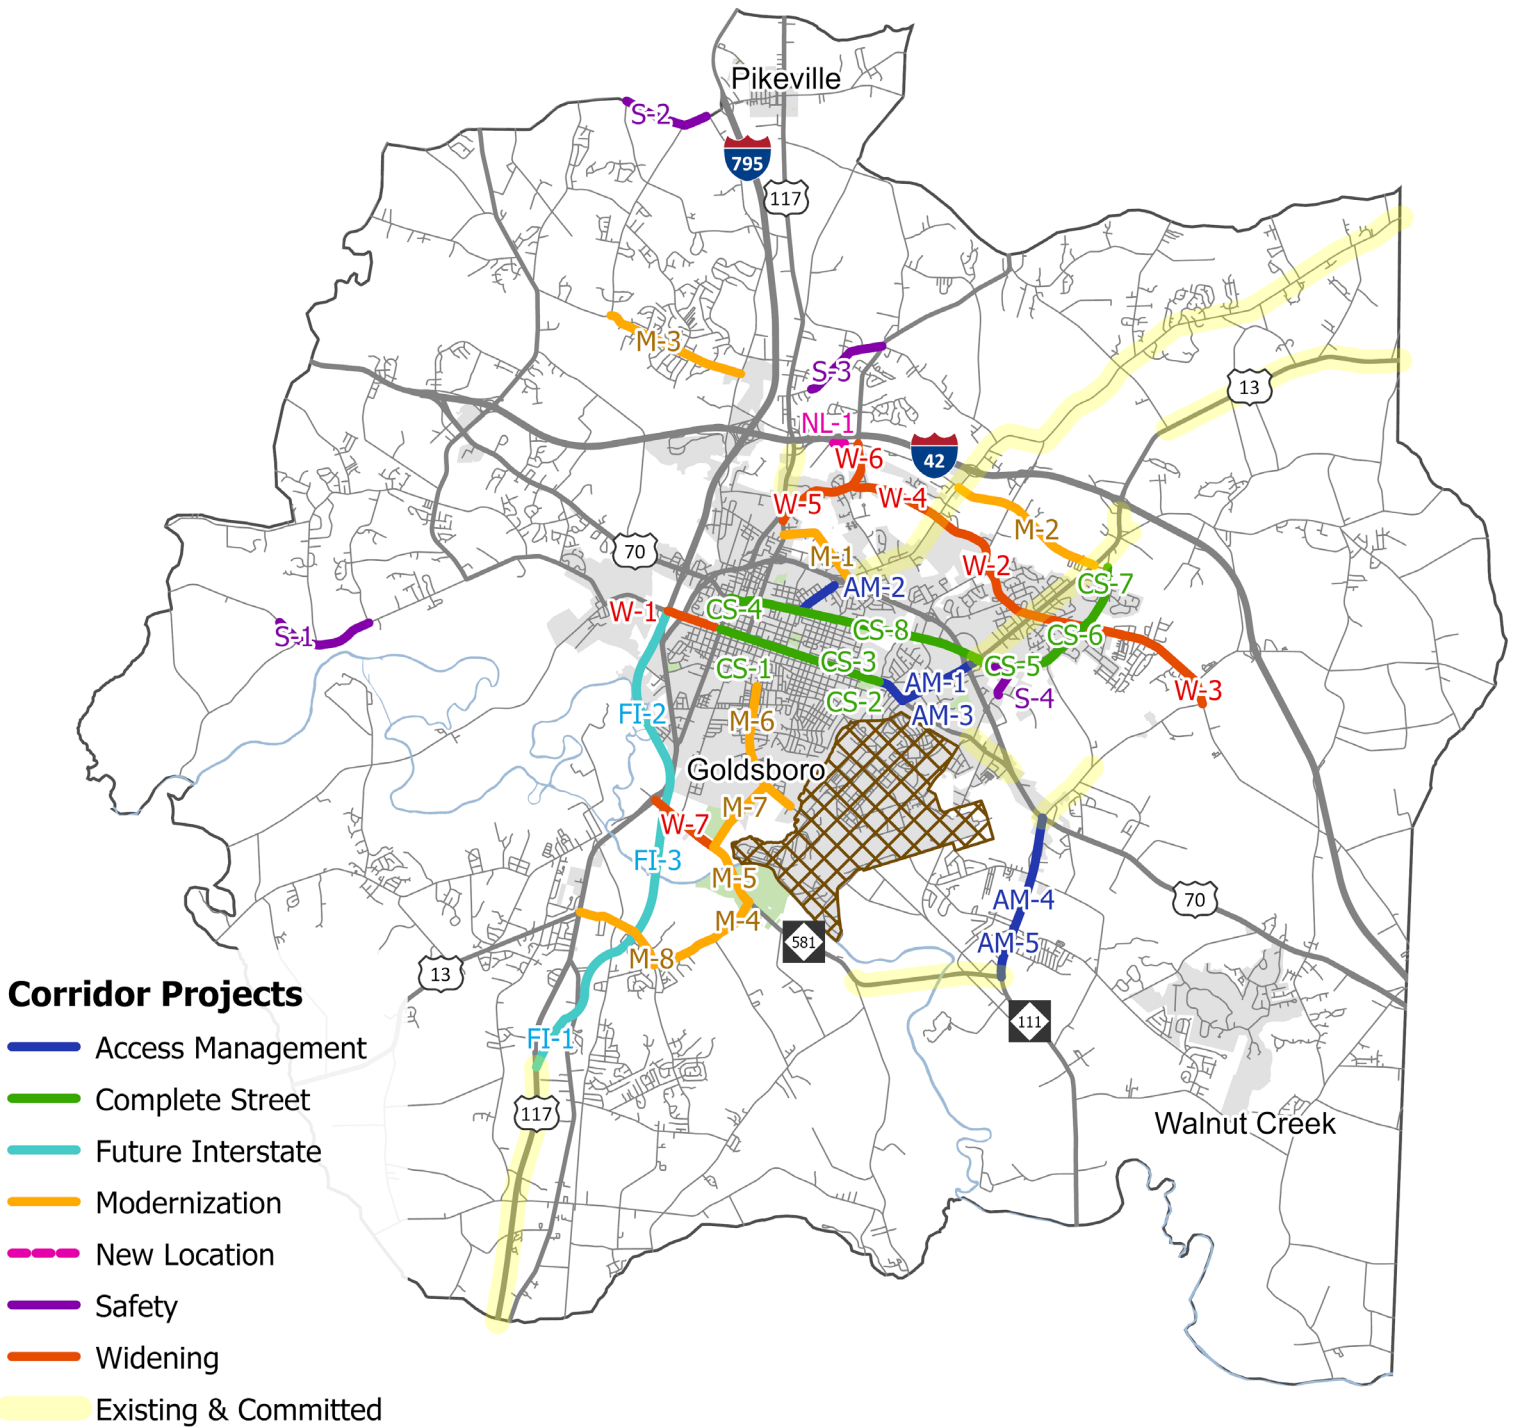 Pikeville
S-2
795
117
M-3
S-3
13
NL-1
W-6
42
W-5
W-4
M-2
70
M-1
W-2
AM-2
CS-7
W-1
CS-4
S-1
CS-8
CS-6
CS-3
CS-5
CS-1
AM-1
W-3
CS-2
S-4
FI-2
M-6
AM-3
Goldsboro
M-7
W-7
FI-3
M-5
AM-4
70
M-4
581
AM-5
M-8
13
Corridor Projects
111
FI-1
Access Management
Complete Street
117
Walnut Creek
Future Interstate
Modernization
New Location
Safety
Widening
Existing & Committed